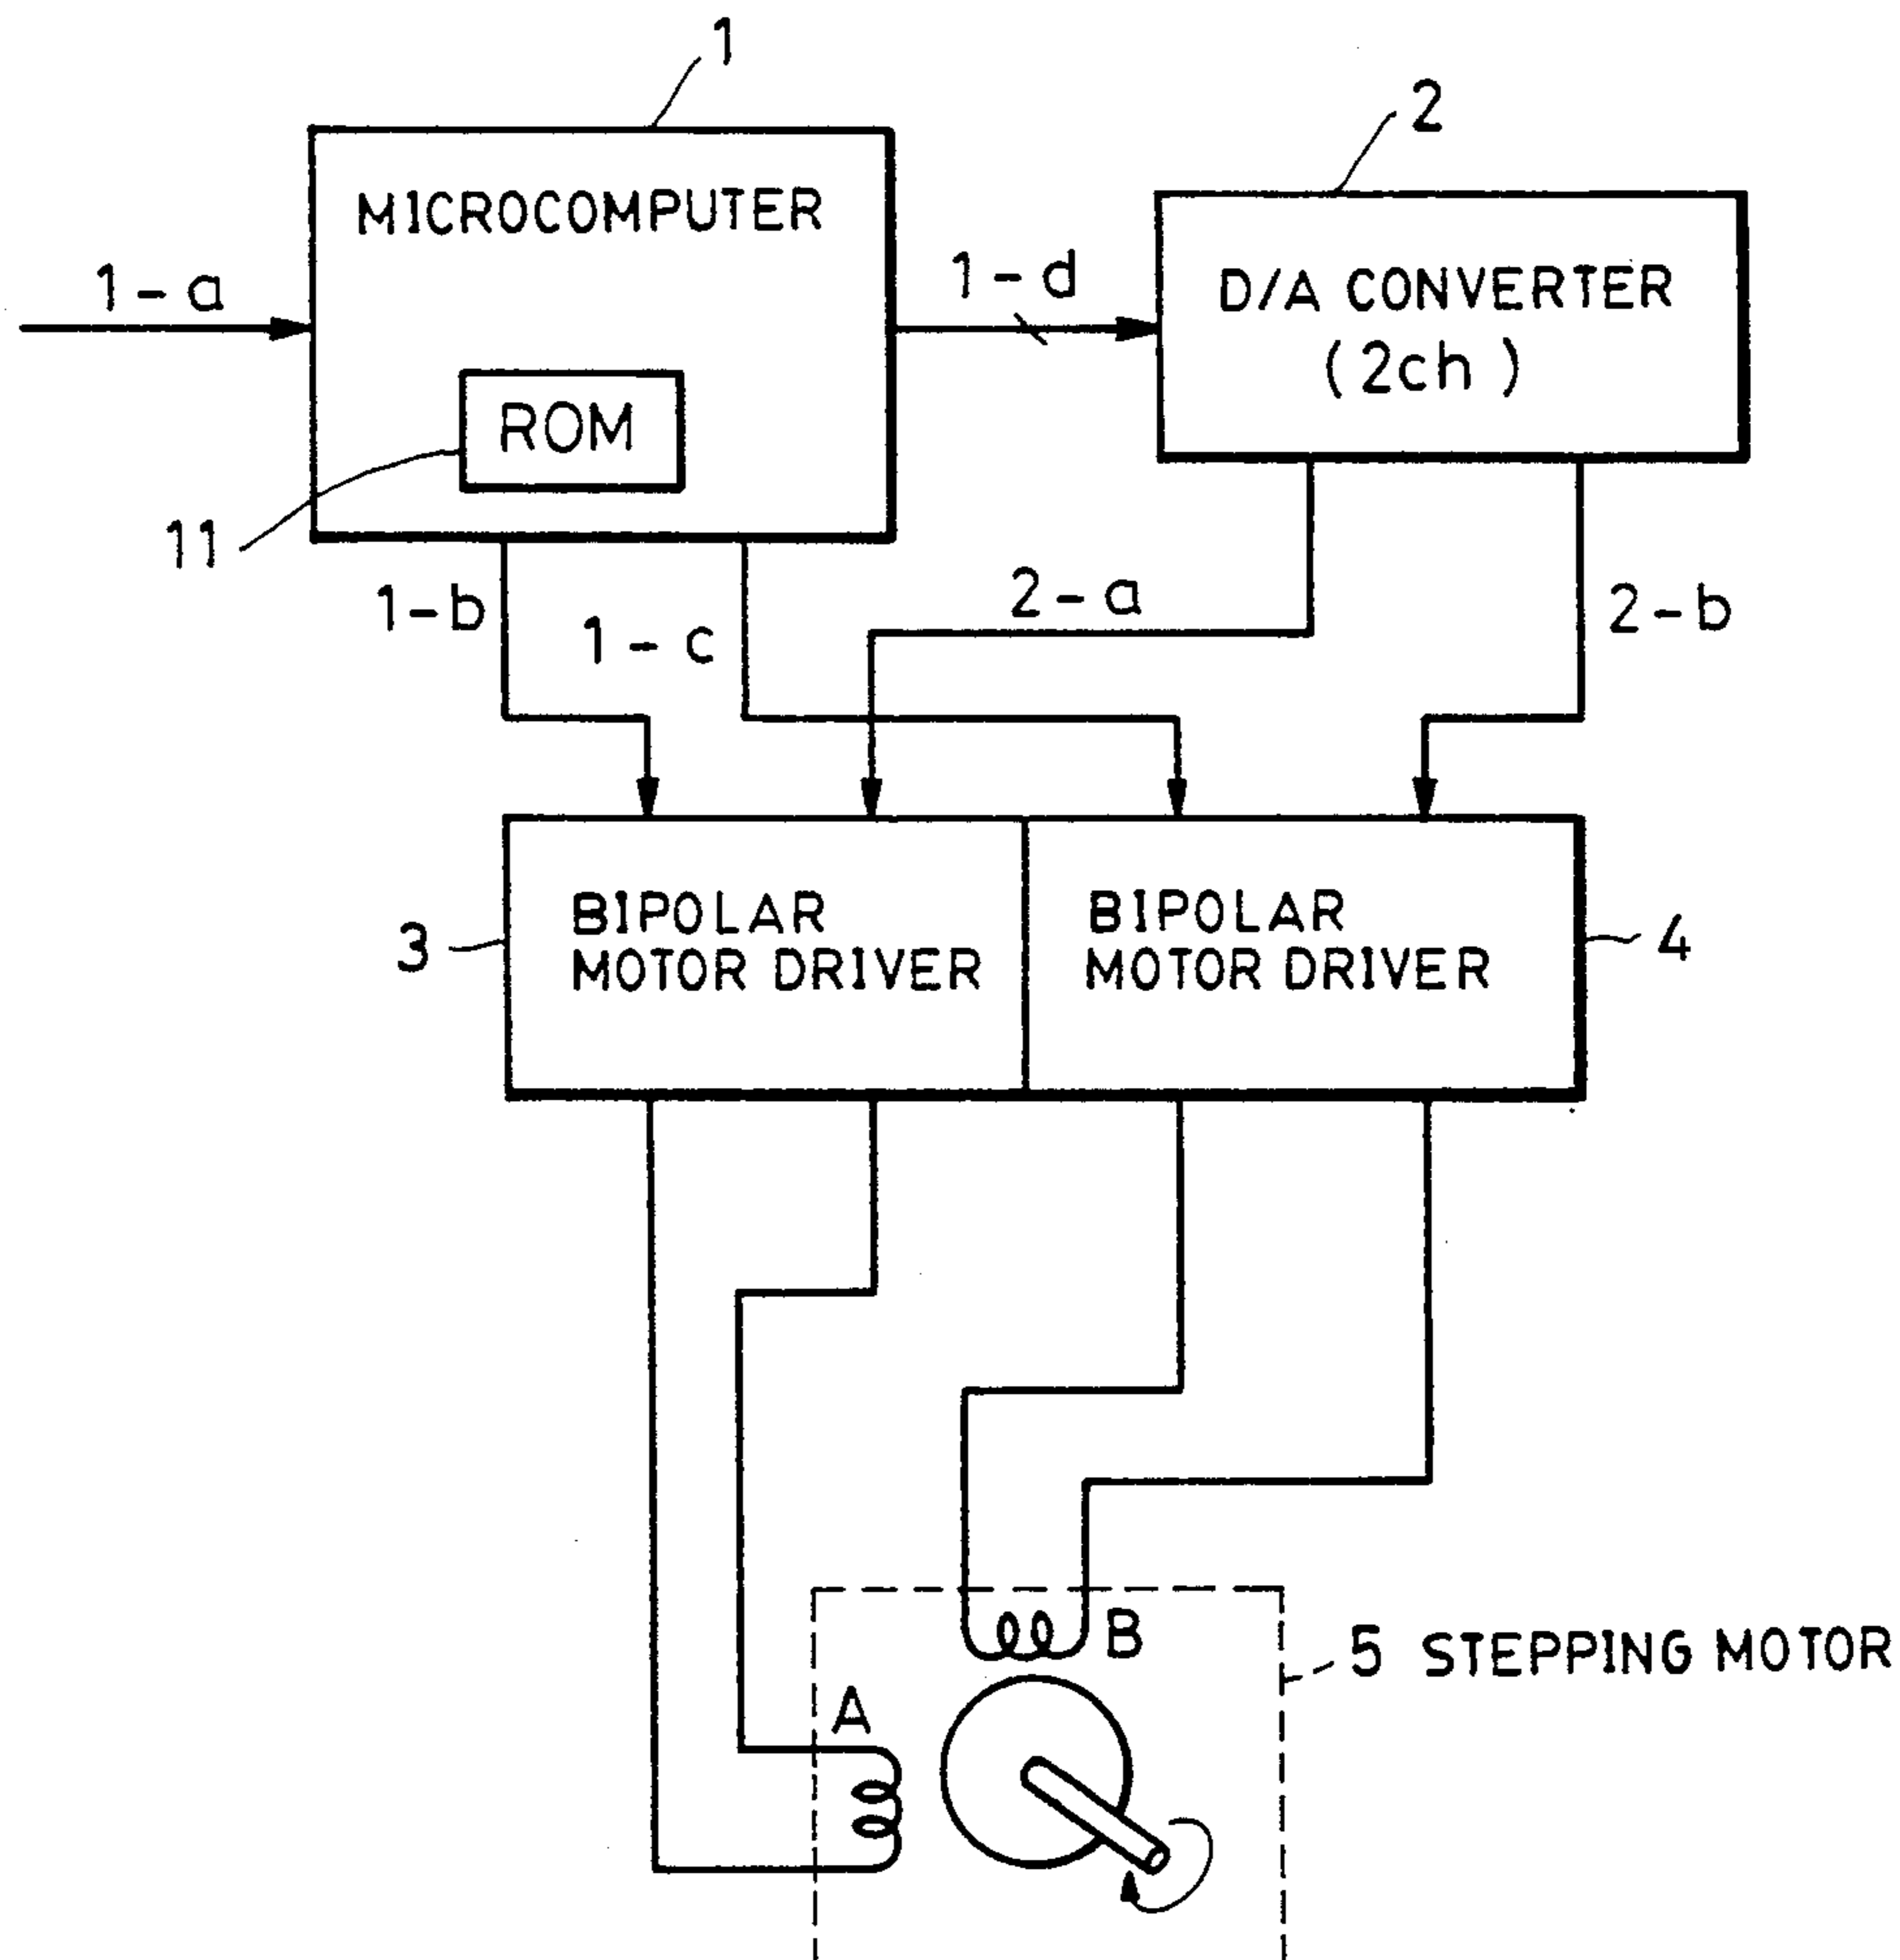 1
2
MICROCOMPUTER
1-a
1-d
D/A CONVERTER
(2ch)
ROM
11
1-b
1-c
2-a
2-b
3
BIPOLAR
MOTOR DRIVER
BIPOLAR
MOTOR DRIVER
4
B
5 STEPPING MOTOR
A